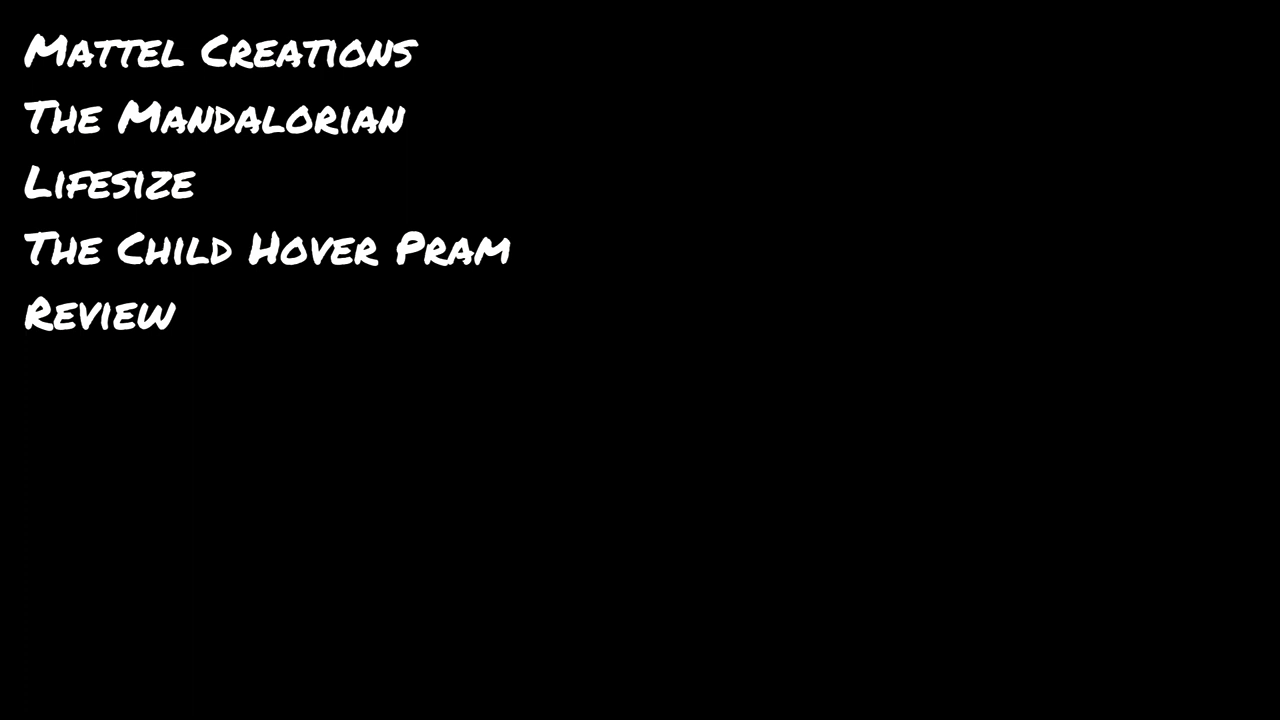 Mattel Creations
The Mandalorian
Lifesize
The Child Hover Pram
Review